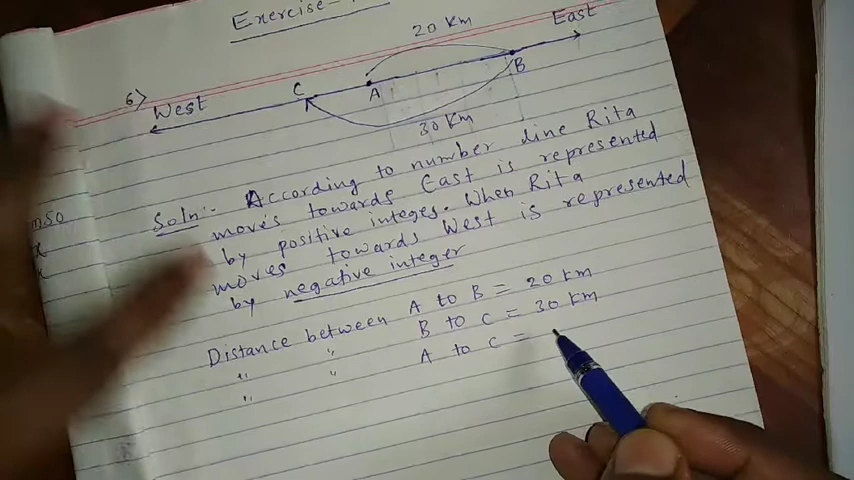 Exercise-
20 Km
East
6)
West
C
A
B
30 Km
Soln:- According to number line Rita
moves towards East is represented
by positive integes. When Rita
moves towards West is represented
by negative integer
Distance between A to B = 20 Km
" " B to C = 30 Km
" " A to C =